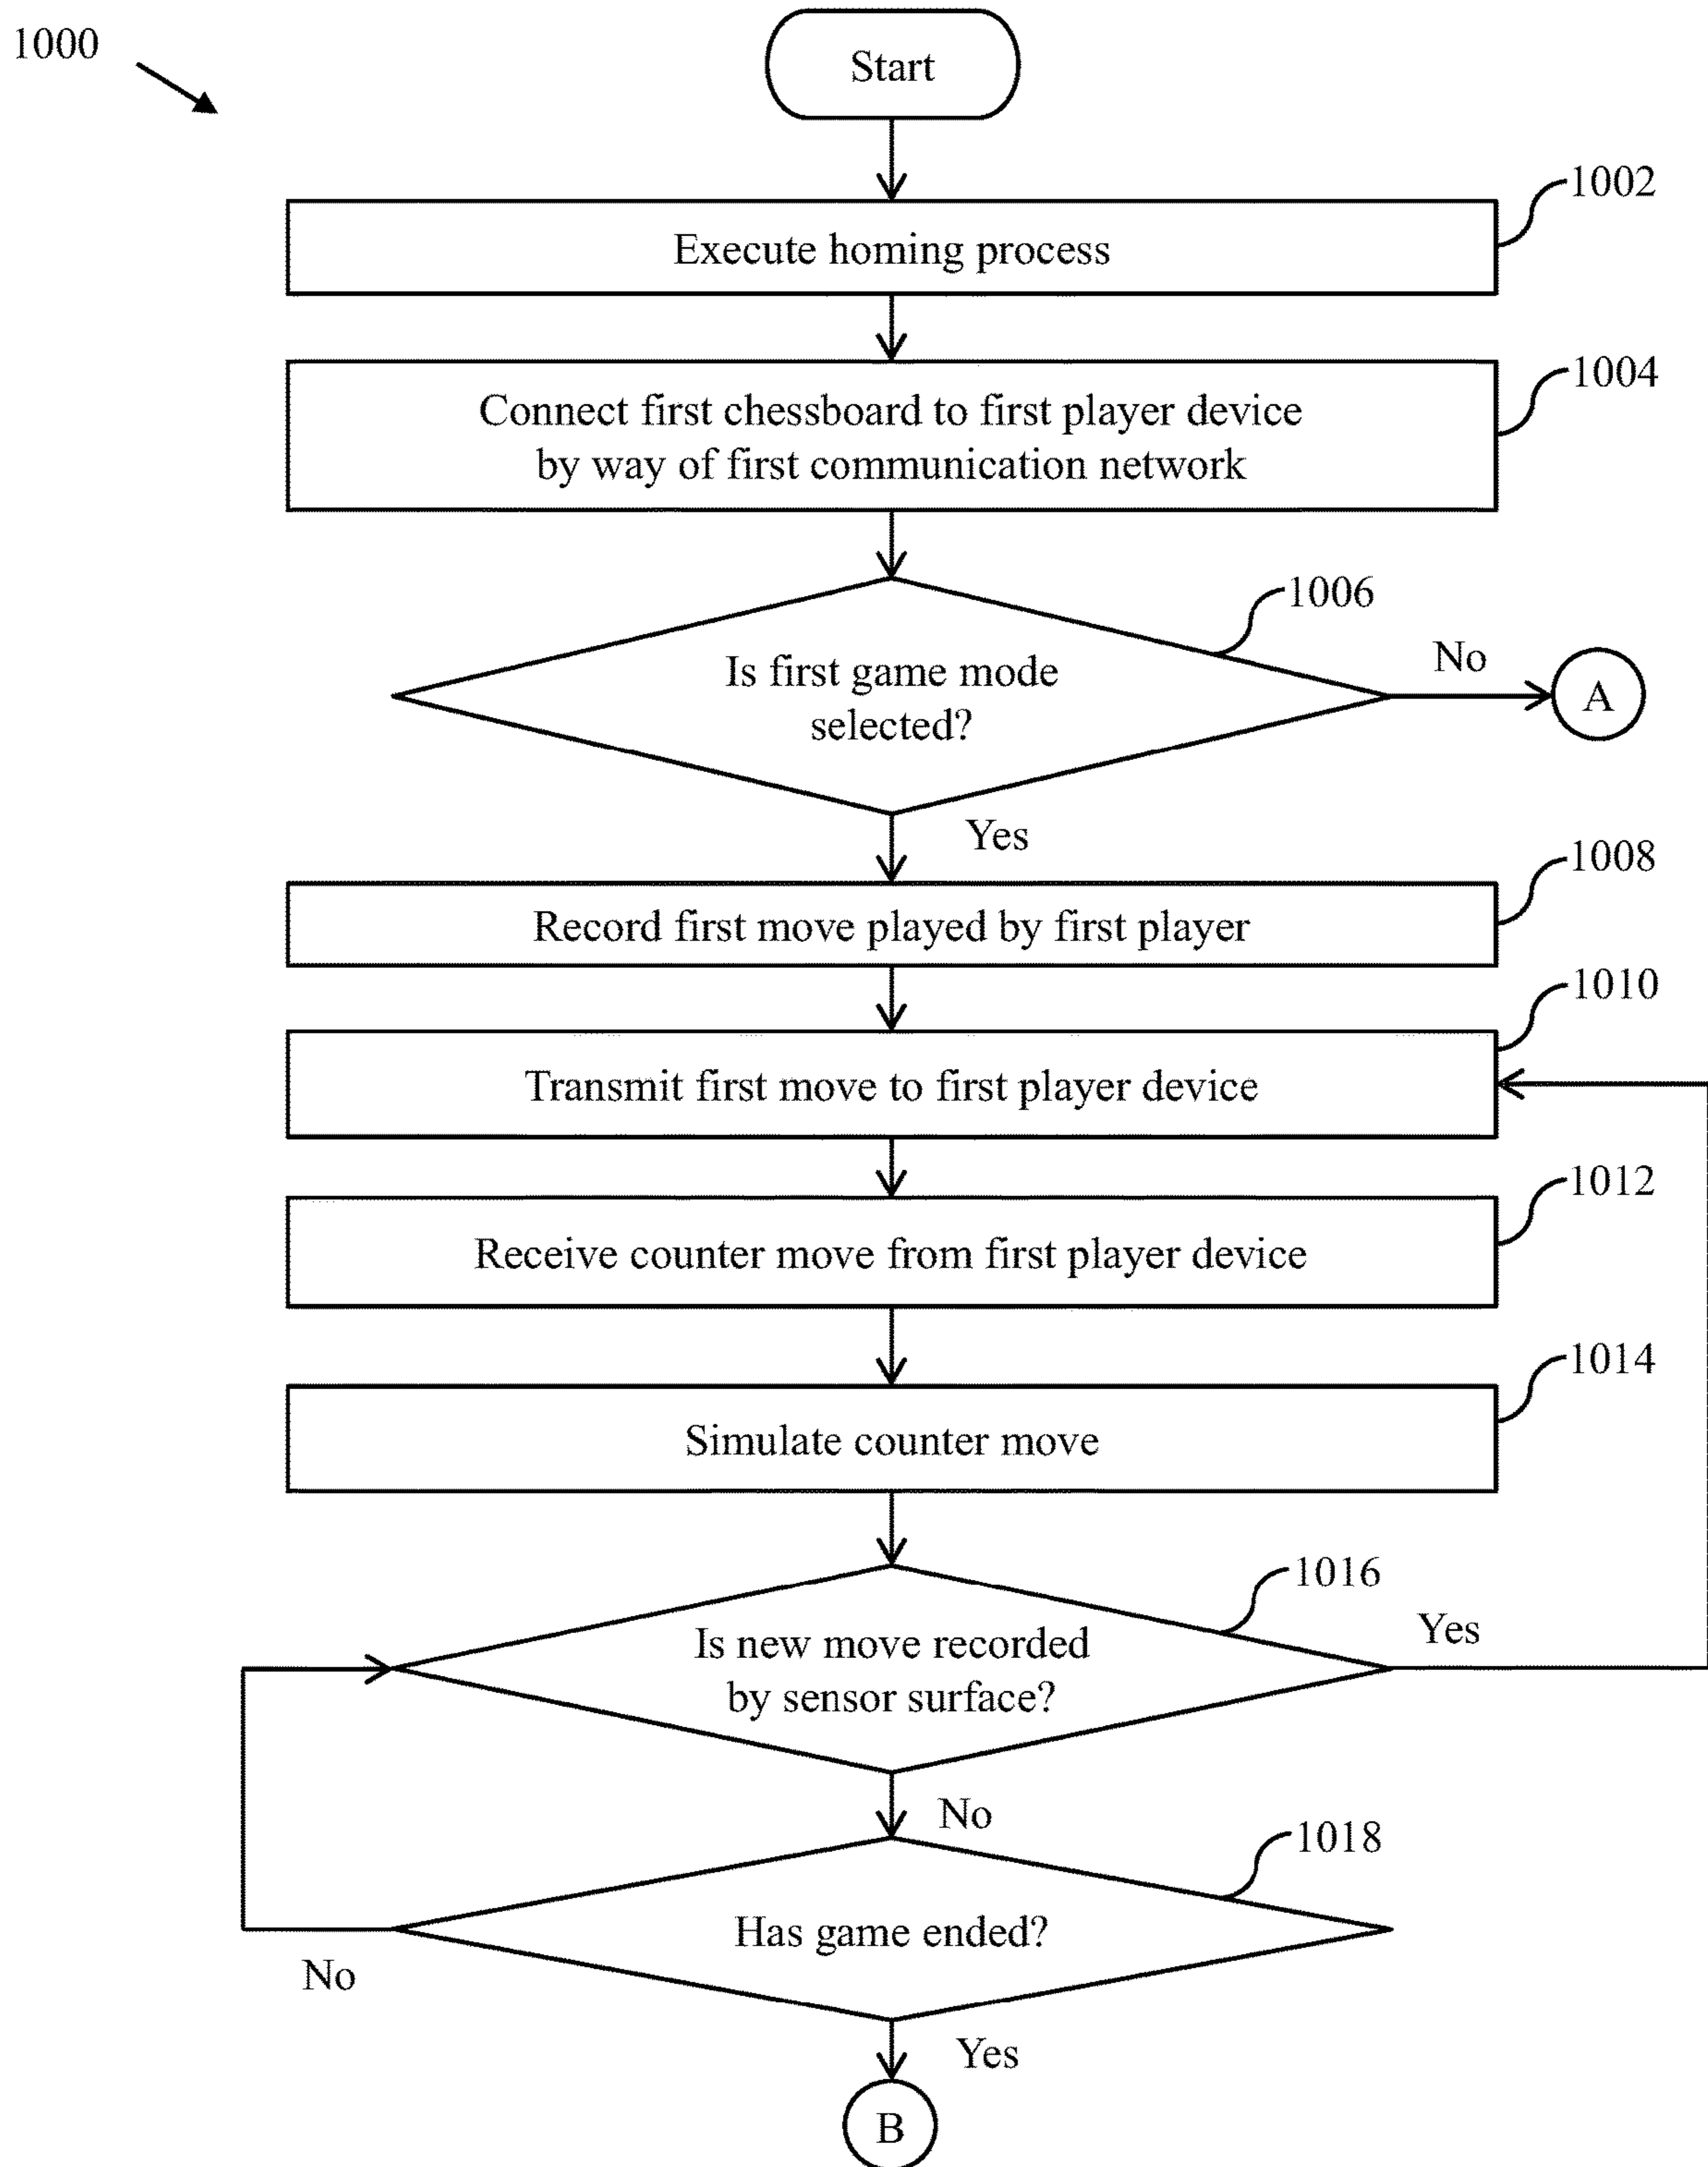 1000
Start
1002
Execute homing process
1004
Connect first chessboard to first player device
by way of first communication network
1006
Is first game mode
selected?
No
A
Yes
1008
Record first move played by first player
1010
Transmit first move to first player device
1012
Receive counter move from first player device
1014
Simulate counter move
1016
Is new move recorded
by sensor surface?
Yes
No
1018
Has game ended?
No
Yes
B